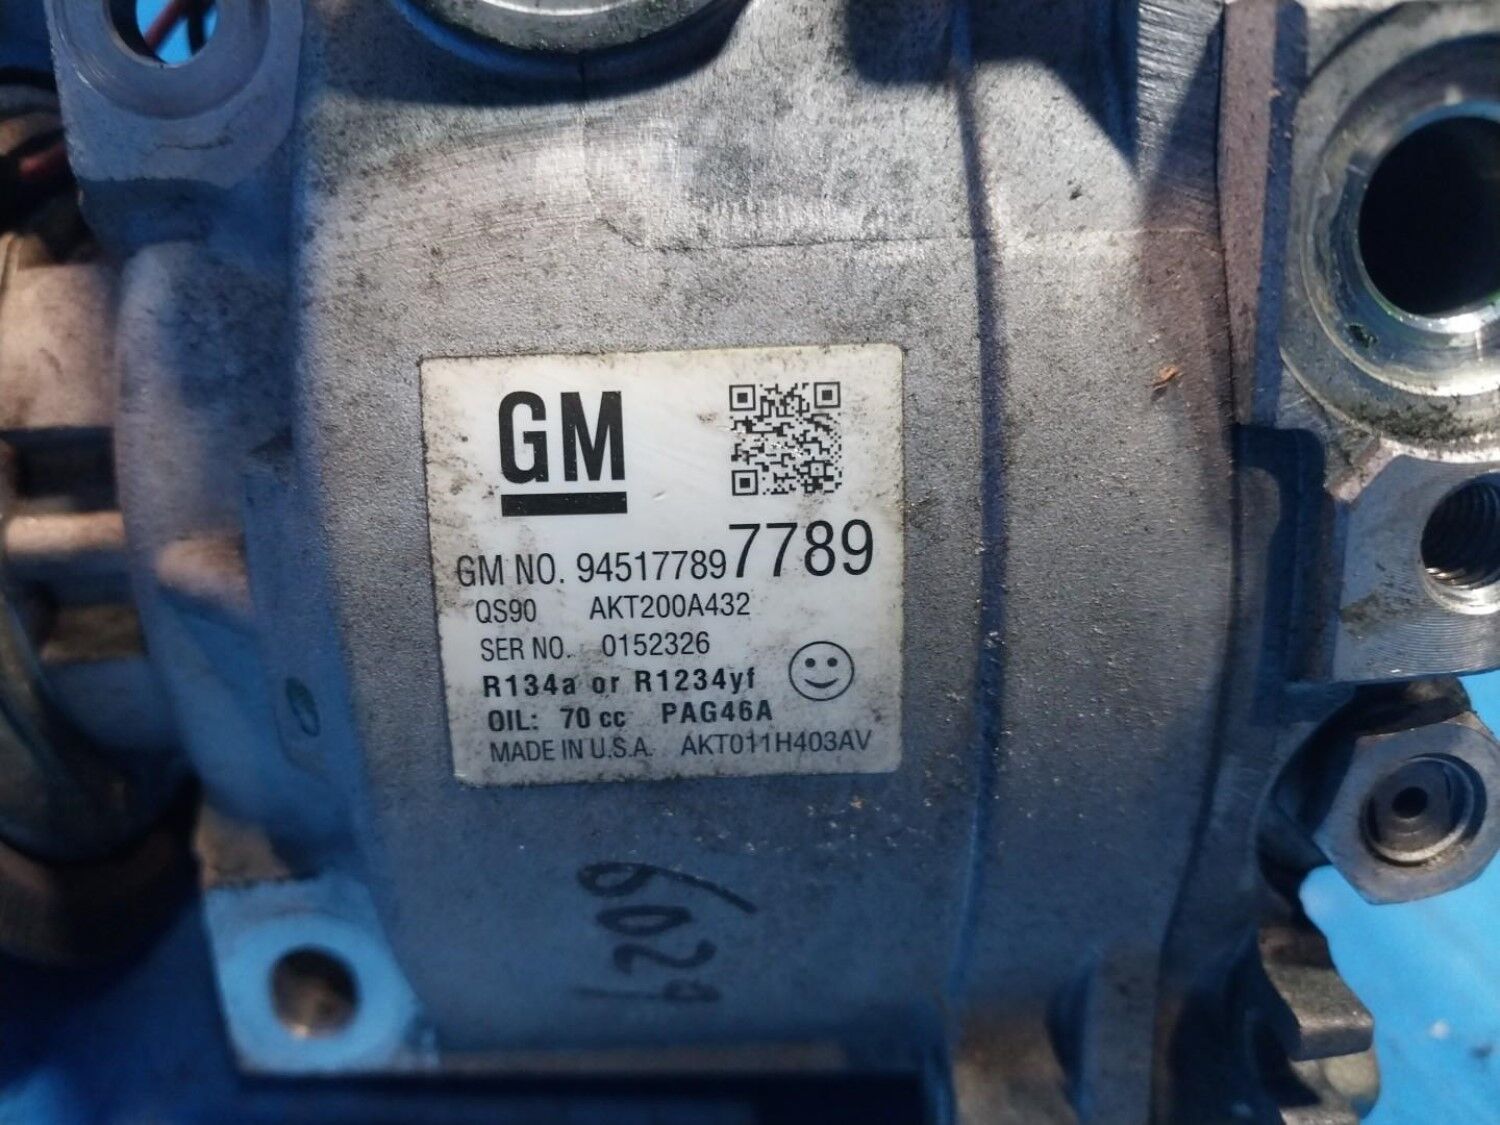 GM
GM NO. 94517789 7789
QS90 AKT200A432
SER NO. 0152326
R134a or R1234yf
OIL: 70 cc PAG46A
MADE IN U.S.A. AKT011H403AV